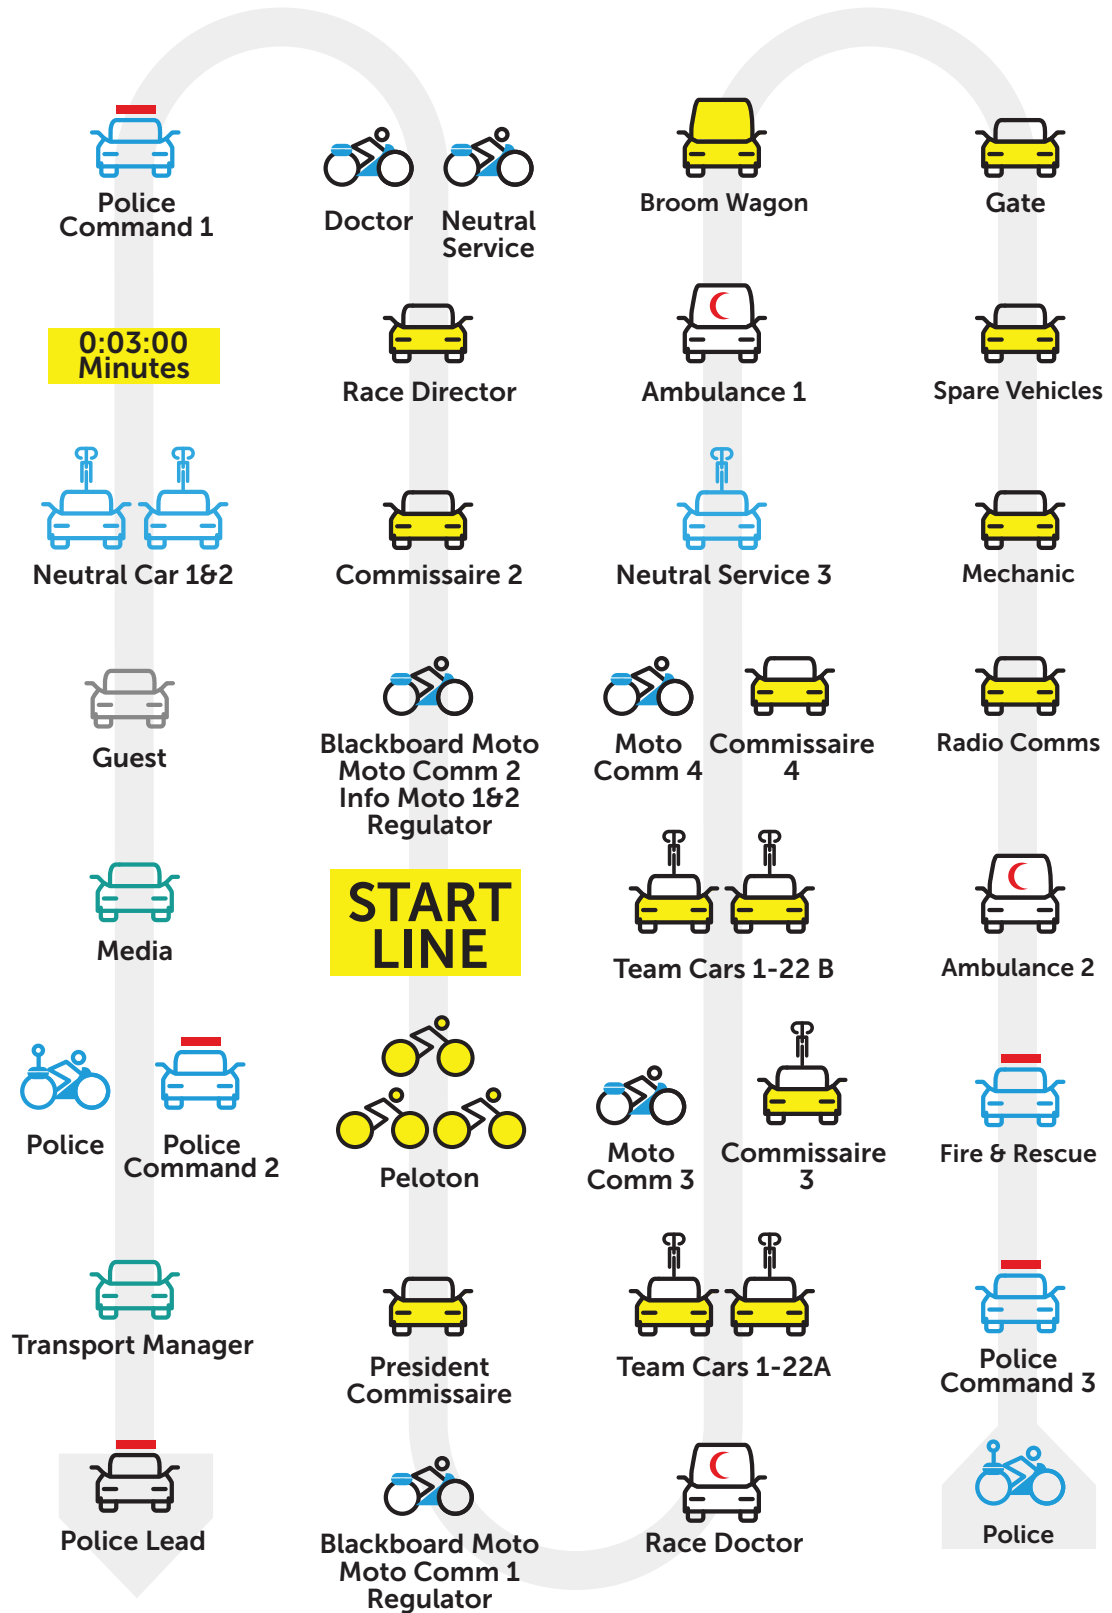 Police
Command 1
0:03:00
Minutes
Neutral Car 1&2
Guest
Media
Police
Police
Command 2
Transport Manager
Police Lead
Doctor
Neutral
Service
Race Director
Commissaire 2
Blackboard Moto
Moto Comm 2
Info Moto 1&2
Regulator
START
LINE
Peloton
President
Commissaire
Blackboard Moto
Moto Comm 1
Regulator
Broom Wagon
Ambulance 1
Neutral Service 3
Moto
Comm 4
Commissaire
4
Team Cars 1-22 B
Moto
Comm 3
Commissaire
3
Team Cars 1-22A
Race Doctor
Gate
Spare Vehicles
Mechanic
Radio Comms
Ambulance 2
Fire & Rescue
Police
Command 3
Police